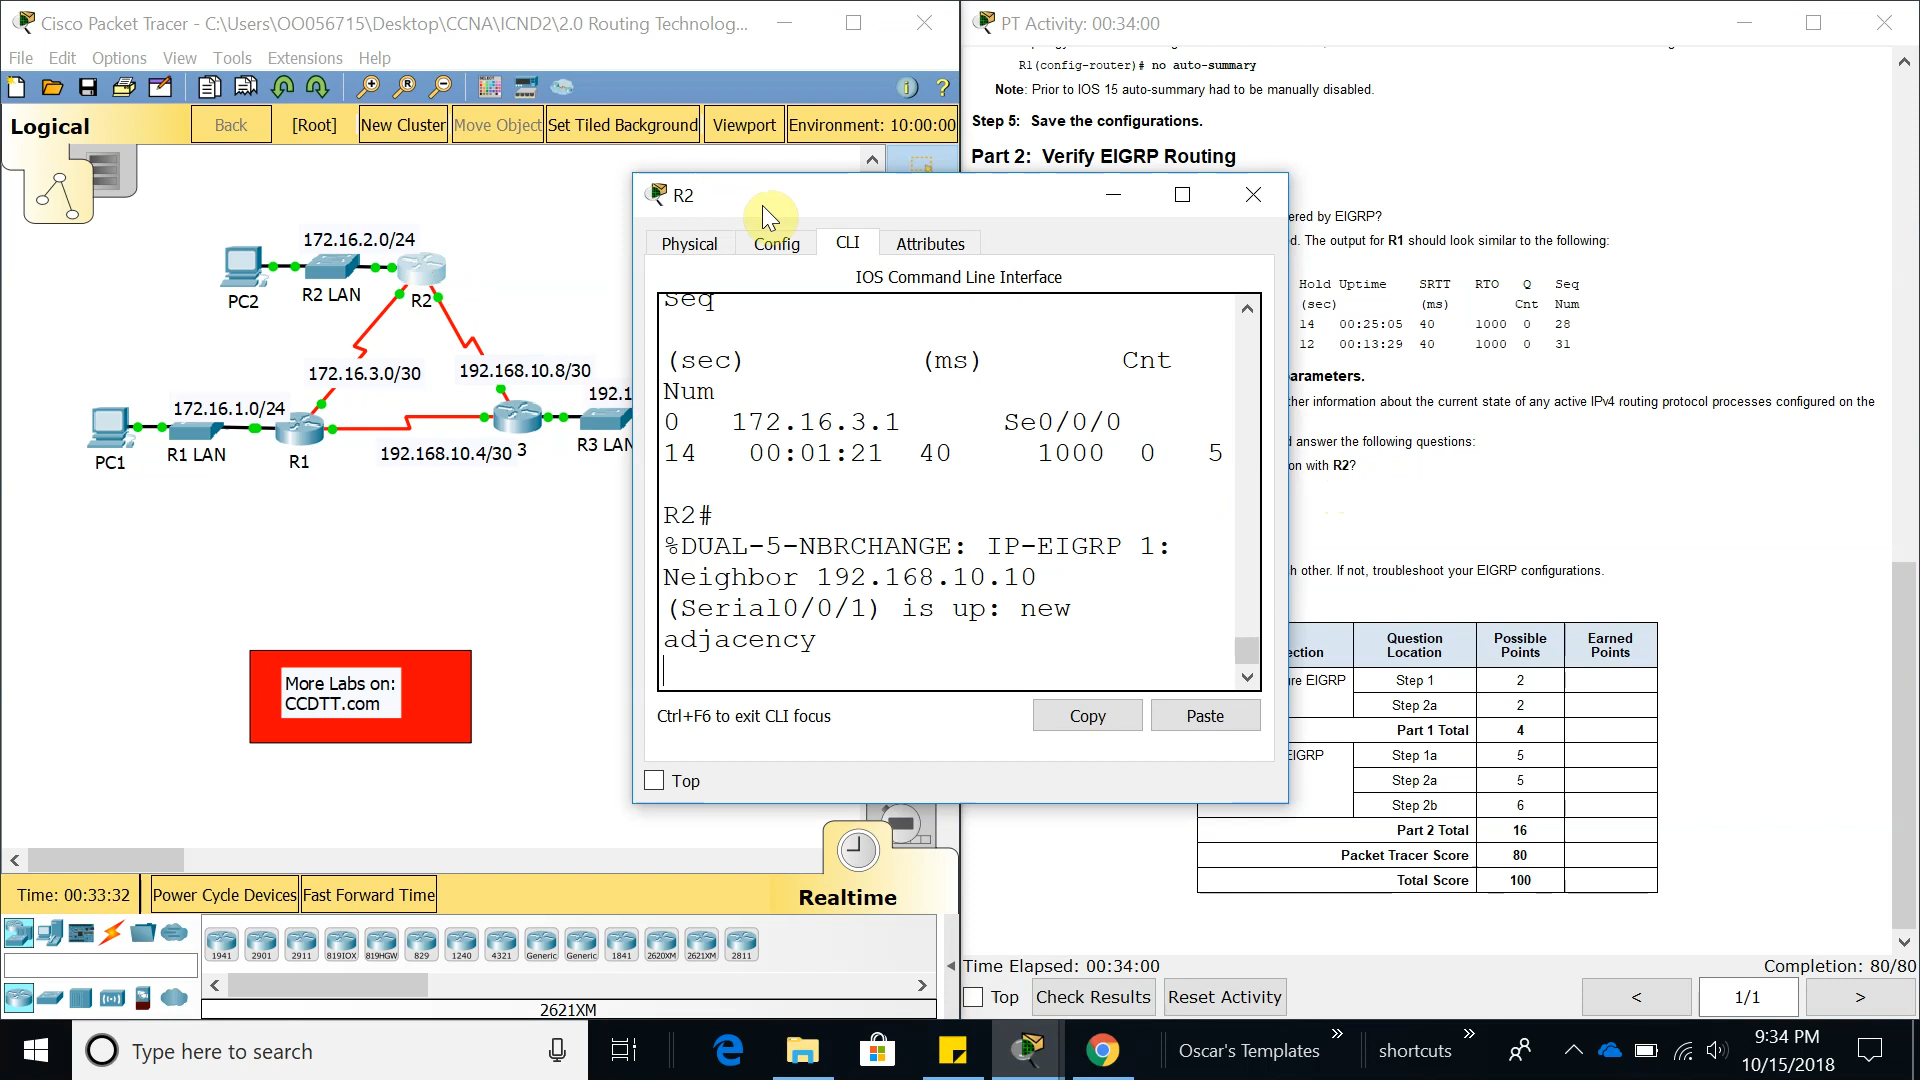 Cisco Packet Tracer - C:\Users\OO056715\Desktop\CCNA\ICND2\2.0 Routing Technolog...
File Edit Options View Tools Extensions Help
Logical
Back
[Root]
New Cluster
Move Object
Set Tiled Background
Viewport
Environment: 10:00:00
172.16.2.0/24
PC2
R2 LAN
R2
172.16.3.0/30
192.168.10.8/30
192.1
172.16.1.0/24
PC1
R1 LAN
R1
192.168.10.4/30
3
R3 LAN
More Labs on:
CCDTT.com
Time: 00:33:32
Power Cycle Devices
Fast Forward Time
Realtime
1941
2901
2911
819IOX
819HGW
829
1240
4321
Generic
Generic
1841
2620XM
2621XM
2811
2621XM
R2
Physical
Config
CLI
Attributes
IOS Command Line Interface
Seq
(sec) (ms) Cnt
Num
0 172.16.3.1 Se0/0/0
14 00:01:21 40 1000 0 5
R2#
%DUAL-5-NBRCHANGE: IP-EIGRP 1:
Neighbor 192.168.10.10
(Serial0/0/1) is up: new
adjacency
Ctrl+F6 to exit CLI focus
Copy
Paste
Top
PT Activity: 00:34:00
R1(config-router)# no auto-summary
Note: Prior to IOS 15 auto-summary had to be manually disabled.
Step 5: Save the configurations.
Part 2: Verify EIGRP Routing
ered by EIGRP?
d. The output for R1 should look similar to the following:
Hold Uptime SRTT RTO Q Seq
(sec) (ms) Cnt Num
14 00:25:05 40 1000 0 28
12 00:13:29 40 1000 0 31
arameters.
her information about the current state of any active IPv4 routing protocol processes configured on the
d answer the following questions:
on with R2?
h other. If not, troubleshoot your EIGRP configurations.
ection
Question Location
Possible Points
Earned Points
re EIGRP
Step 1 2
Step 2a 2
Part 1 Total 4
EIGRP
Step 1a 5
Step 2a 5
Step 2b 6
Part 2 Total 16
Packet Tracer Score 80
Total Score 100
Time Elapsed: 00:34:00
Completion: 80/80
Top
Check Results
Reset Activity
<
1/1
>
Type here to search
Oscar's Templates
shortcuts
9:34 PM
10/15/2018